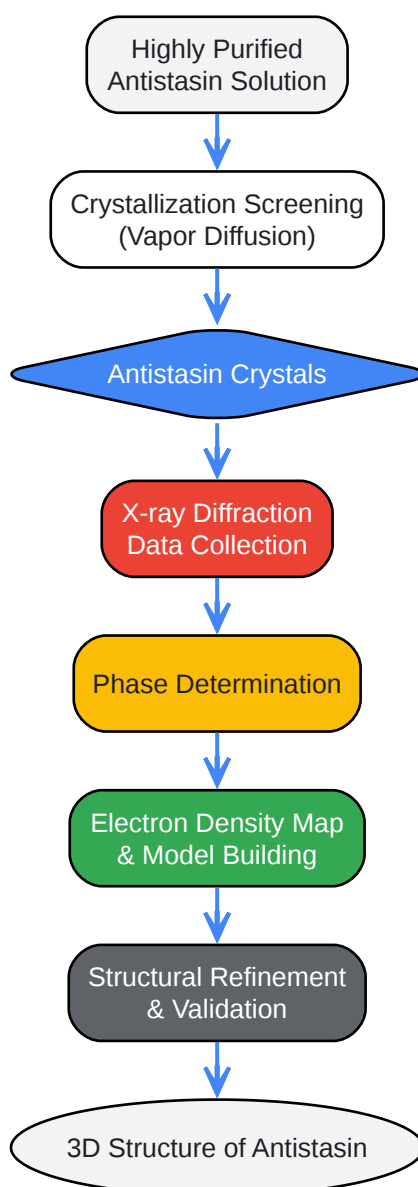 Highly Purified
Antistasin Solution
Crystallization Screening
(Vapor Diffusion)
Antistasin Crystals
X-ray Diffraction
Data Collection
Phase Determination
Electron Density Map
& Model Building
Structural Refinement
& Validation
3D Structure of Antistasin